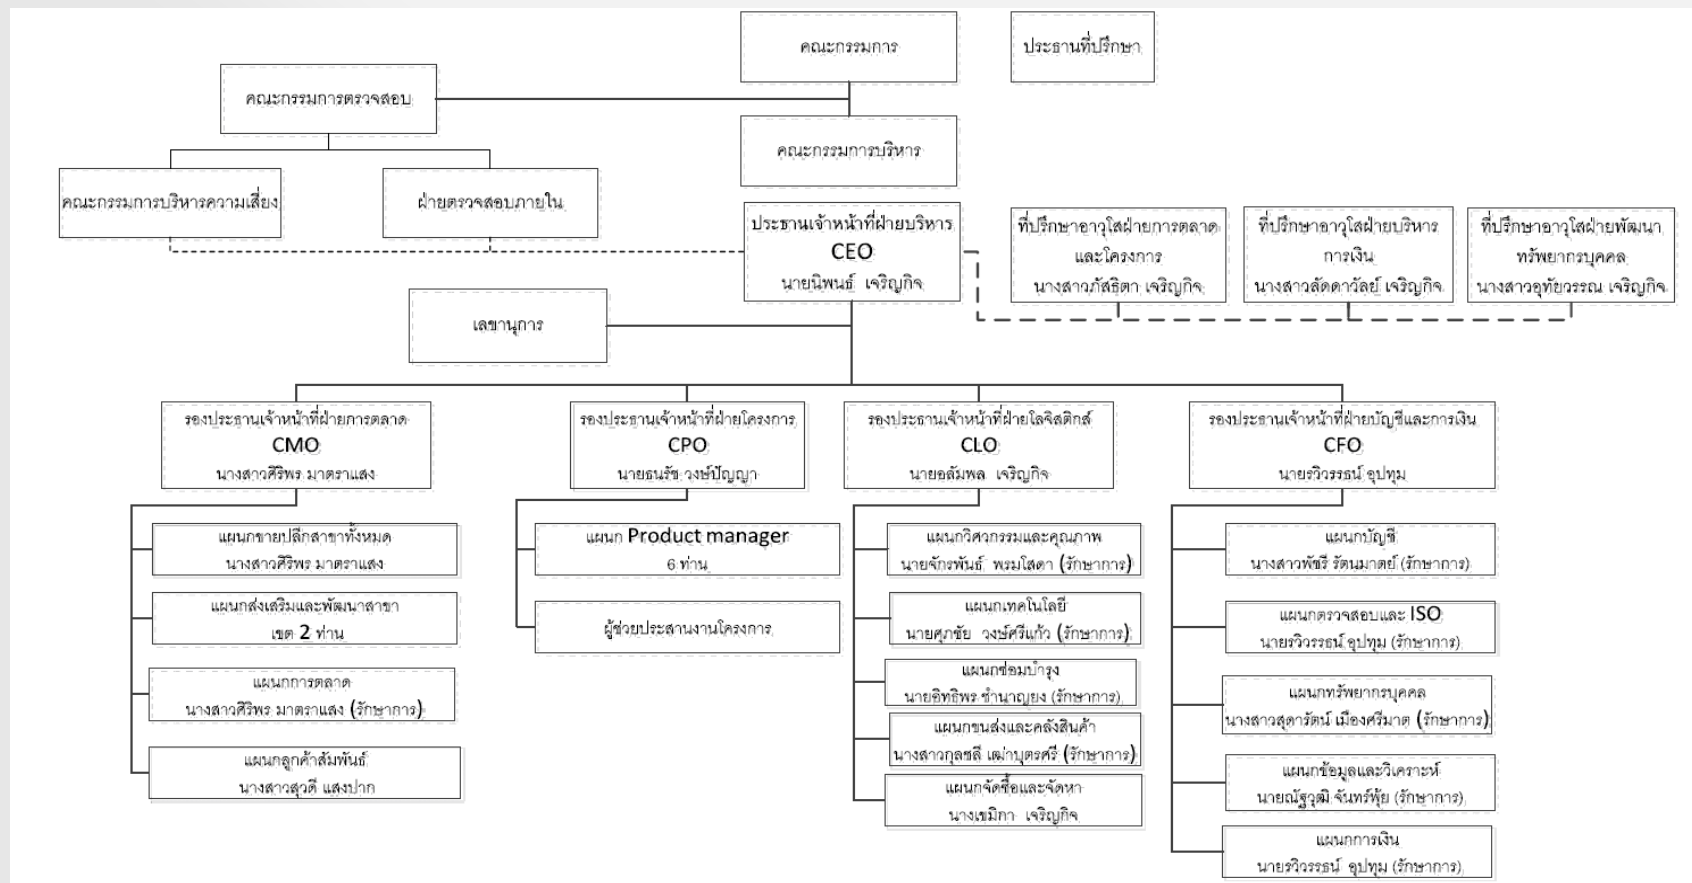 คณะกรรมการ
ประธานที่ปรึกษา
คณะกรรมการตรวจสอบ
คณะกรรมการบริหาร
คณะกรรมการบริหารความเสี่ยง
ฝ่ายตรวจสอบภายใน
ประธานเจ้าหน้าที่ฝ่ายบริหาร
CEO
นายนิพนธ์ เจริญกิจ
ที่ปรึกษาอาวุโสฝ่ายการตลาด
และโครงการ
นางสาวภัสธิตา เจริญกิจ
ที่ปรึกษาอาวุโสฝ่ายบริหาร
การเงิน
นางสาวลัดดาวัลย์ เจริญกิจ
ที่ปรึกษาอาวุโสฝ่ายพัฒนา
ทรัพยากรบุคคล
นางสาวอุทัยวรรณ เจริญกิจ
เลขานุการ
รองประธานเจ้าหน้าที่ฝ่ายการตลาด
CMO
นางสาวศิริพร มาตราแสง
แผนกขายปลีกสาขาทั้งหมด
นางสาวศิริพร มาตราแสง
แผนกส่งเสริมและพัฒนาสาขา
เขต 2 ท่าน
แผนกการตลาด
นางสาวศิริพร มาตราแสง (รักษาการ)
แผนกลูกค้าสัมพันธ์
นางสาวสุวดี แสงปาก
รองประธานเจ้าหน้าที่ฝ่ายโครงการ
CPO
นายธนรัช วงษ์ปัญญา
แผนก Product manager
6 ท่าน
ผู้ช่วยประสานงานโครงการ
รองประธานเจ้าหน้าที่ฝ่ายโลจิสติกส์
CLO
นายอลัมพล เจริญกิจ
แผนกวิศวกรรมและคุณภาพ
นายจักรพันธ์ พรมโสดา (รักษาการ)
แผนกเทคโนโลยี
นายศุภชัย วงษ์ศรีแก้ว (รักษาการ)
แผนกซ่อมบำรุง
นายอิทธิพร ชำนาญยง (รักษาการ)
แผนกขนส่งและคลังสินค้า
นางสาวกุลชลี เฒ่าบุตรศรี (รักษาการ)
แผนกจัดซื้อและจัดหา
นางเขมิกา เจริญกิจ
รองประธานเจ้าหน้าที่ฝ่ายบัญชีและการเงิน
CFO
นายรวิวรรธน์ อุปทุม
แผนกบัญชี
นางสาวพัชรี รัตนมาตย์ (รักษาการ)
แผนกตรวจสอบและ ISO
นายรวิวรรธน์ อุปทุม (รักษาการ)
แผนกทรัพยากรบุคคล
นางสาวสุดารัตน์ เมืองศรีมาต (รักษาการ)
แผนกข้อมูลและวิเคราะห์
นายณัฐวุฒิ จันทร์พุ้ย (รักษาการ)
แผนกการเงิน
นายรวิวรรธน์ อุปทุม (รักษาการ)